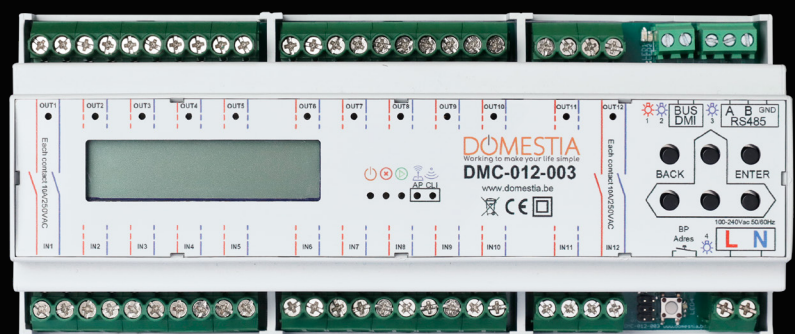 OUT1 OUT2 OUT3 OUT4 OUT5 OUT6 OUT7 OUT8 OUT9 OUT10 OUT11 OUT12
1 2 BUS DMI 3 A B GND RS485
Each contact 10A/250VAC
DOMESTIA
Working to make your life simple
DMC-012-003
www.domestia.be
CE
AP CLI
Each contact 10A/250VAC
BACK ENTER
100-240Vac 50/60Hz
BP
Adres
4
L N
IN1 IN2 IN3 IN4 IN5 IN6 IN7 IN8 IN9 IN10 IN11 IN12